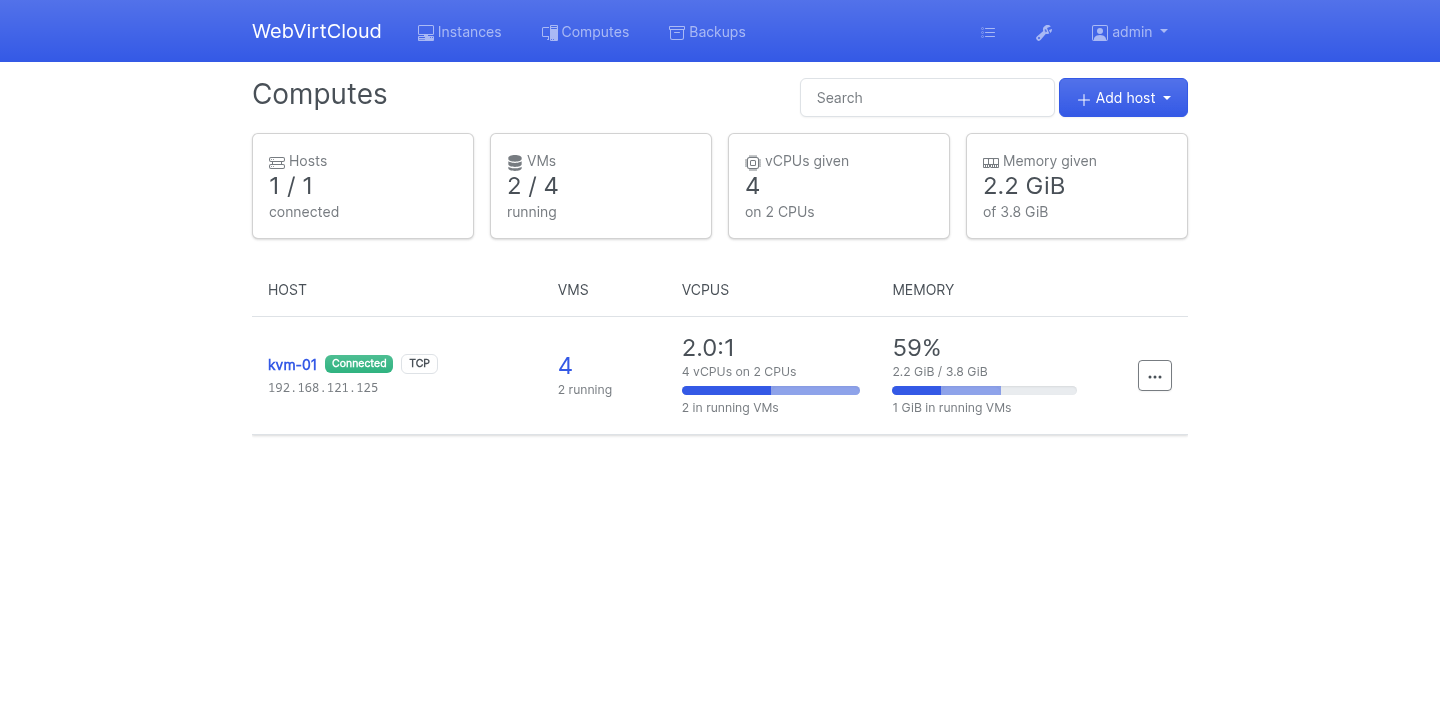 WebVirtCloud Instances Computes Backups admin
Computes
Search
Add host
Hosts
1 / 1
connected
VMs
2 / 4
running
vCPUs given
4
on 2 CPUs
Memory given
2.2 GiB
of 3.8 GiB
HOST VMS VCPUS MEMORY
kvm-01 Connected TCP
192.168.121.125
4
2 running
2.0:1
4 vCPUs on 2 CPUs
2 in running VMs
59%
2.2 GiB / 3.8 GiB
1 GiB in running VMs